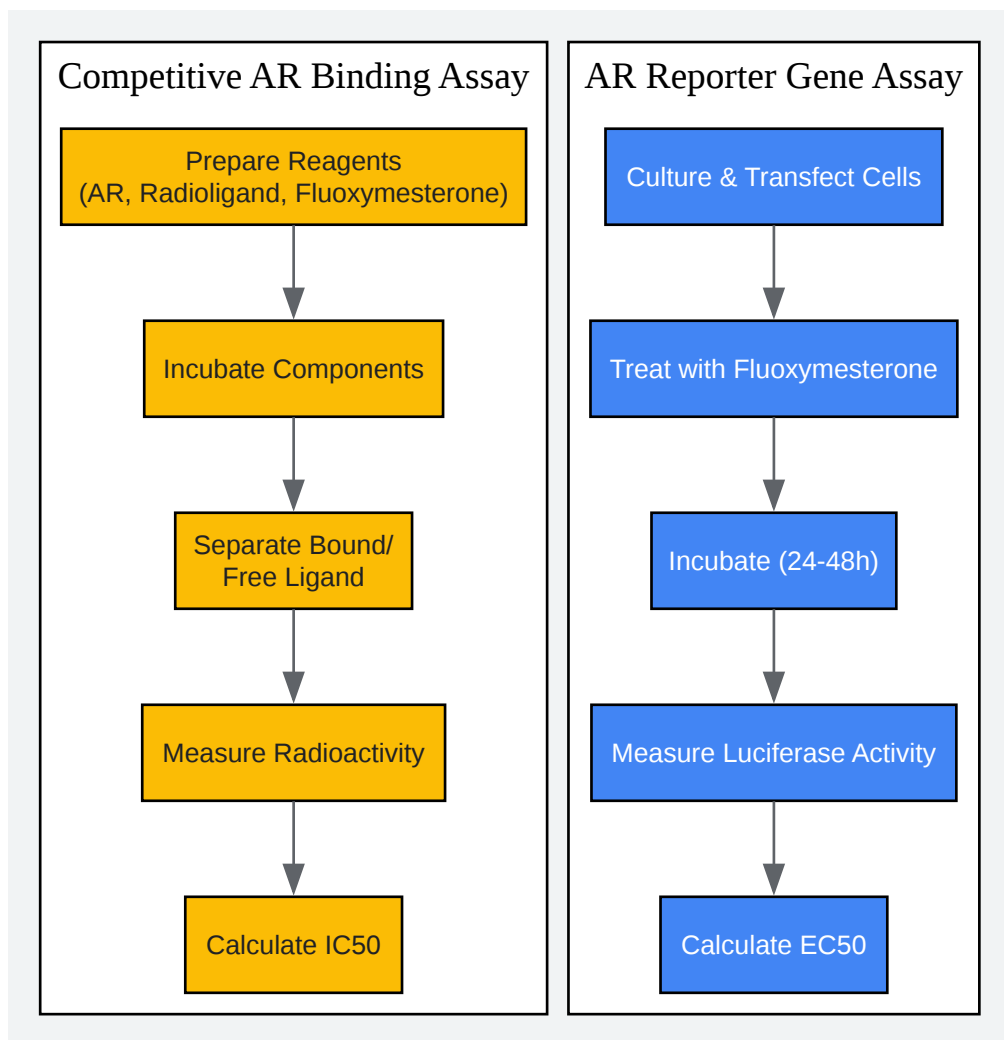 Competitive AR Binding Assay
Prepare Reagents
(AR, Radioligand, Fluoxymesterone)
Incubate Components
Separate Bound/
Free Ligand
Measure Radioactivity
Calculate IC50
AR Reporter Gene Assay
Culture & Transfect Cells
Treat with Fluoxymesterone
Incubate (24-48h)
Measure Luciferase Activity
Calculate EC50